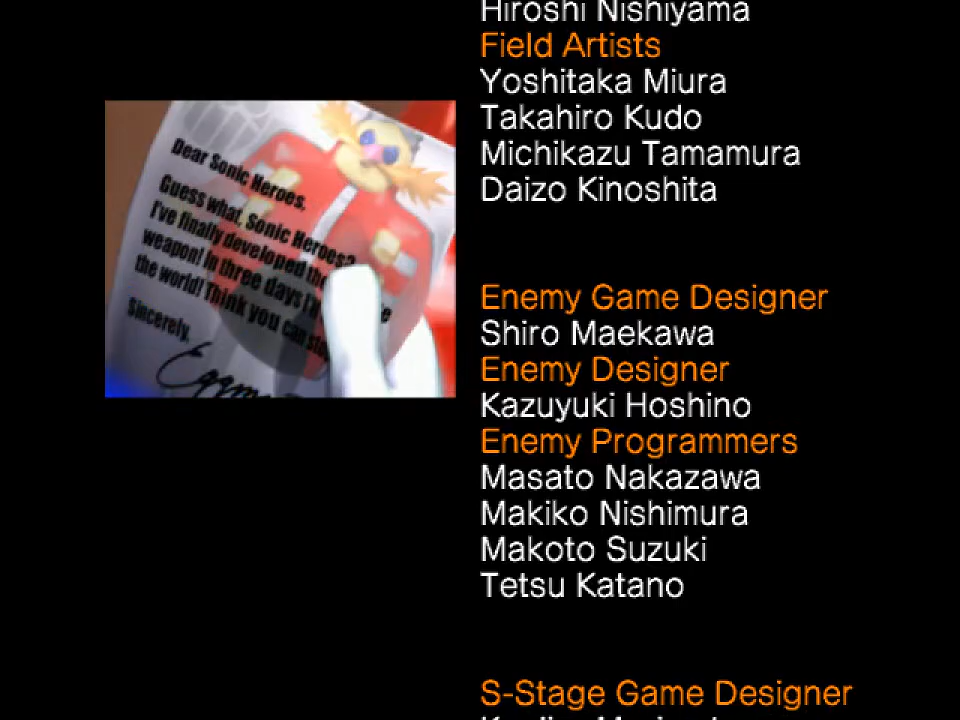 Dear Sonic Heroes,
Guess what, Sonic Heroes?
I've finally developed the
weapon! In three days I'
the world! Think you can
Sincerely,
Hiroshi Nishiyama
Field Artists
Yoshitaka Miura
Takahiro Kudo
Michikazu Tamamura
Daizo Kinoshita
Enemy Game Designer
Shiro Maekawa
Enemy Designer
Kazuyuki Hoshino
Enemy Programmers
Masato Nakazawa
Makiko Nishimura
Makoto Suzuki
Tetsu Katano
S-Stage Game Designer